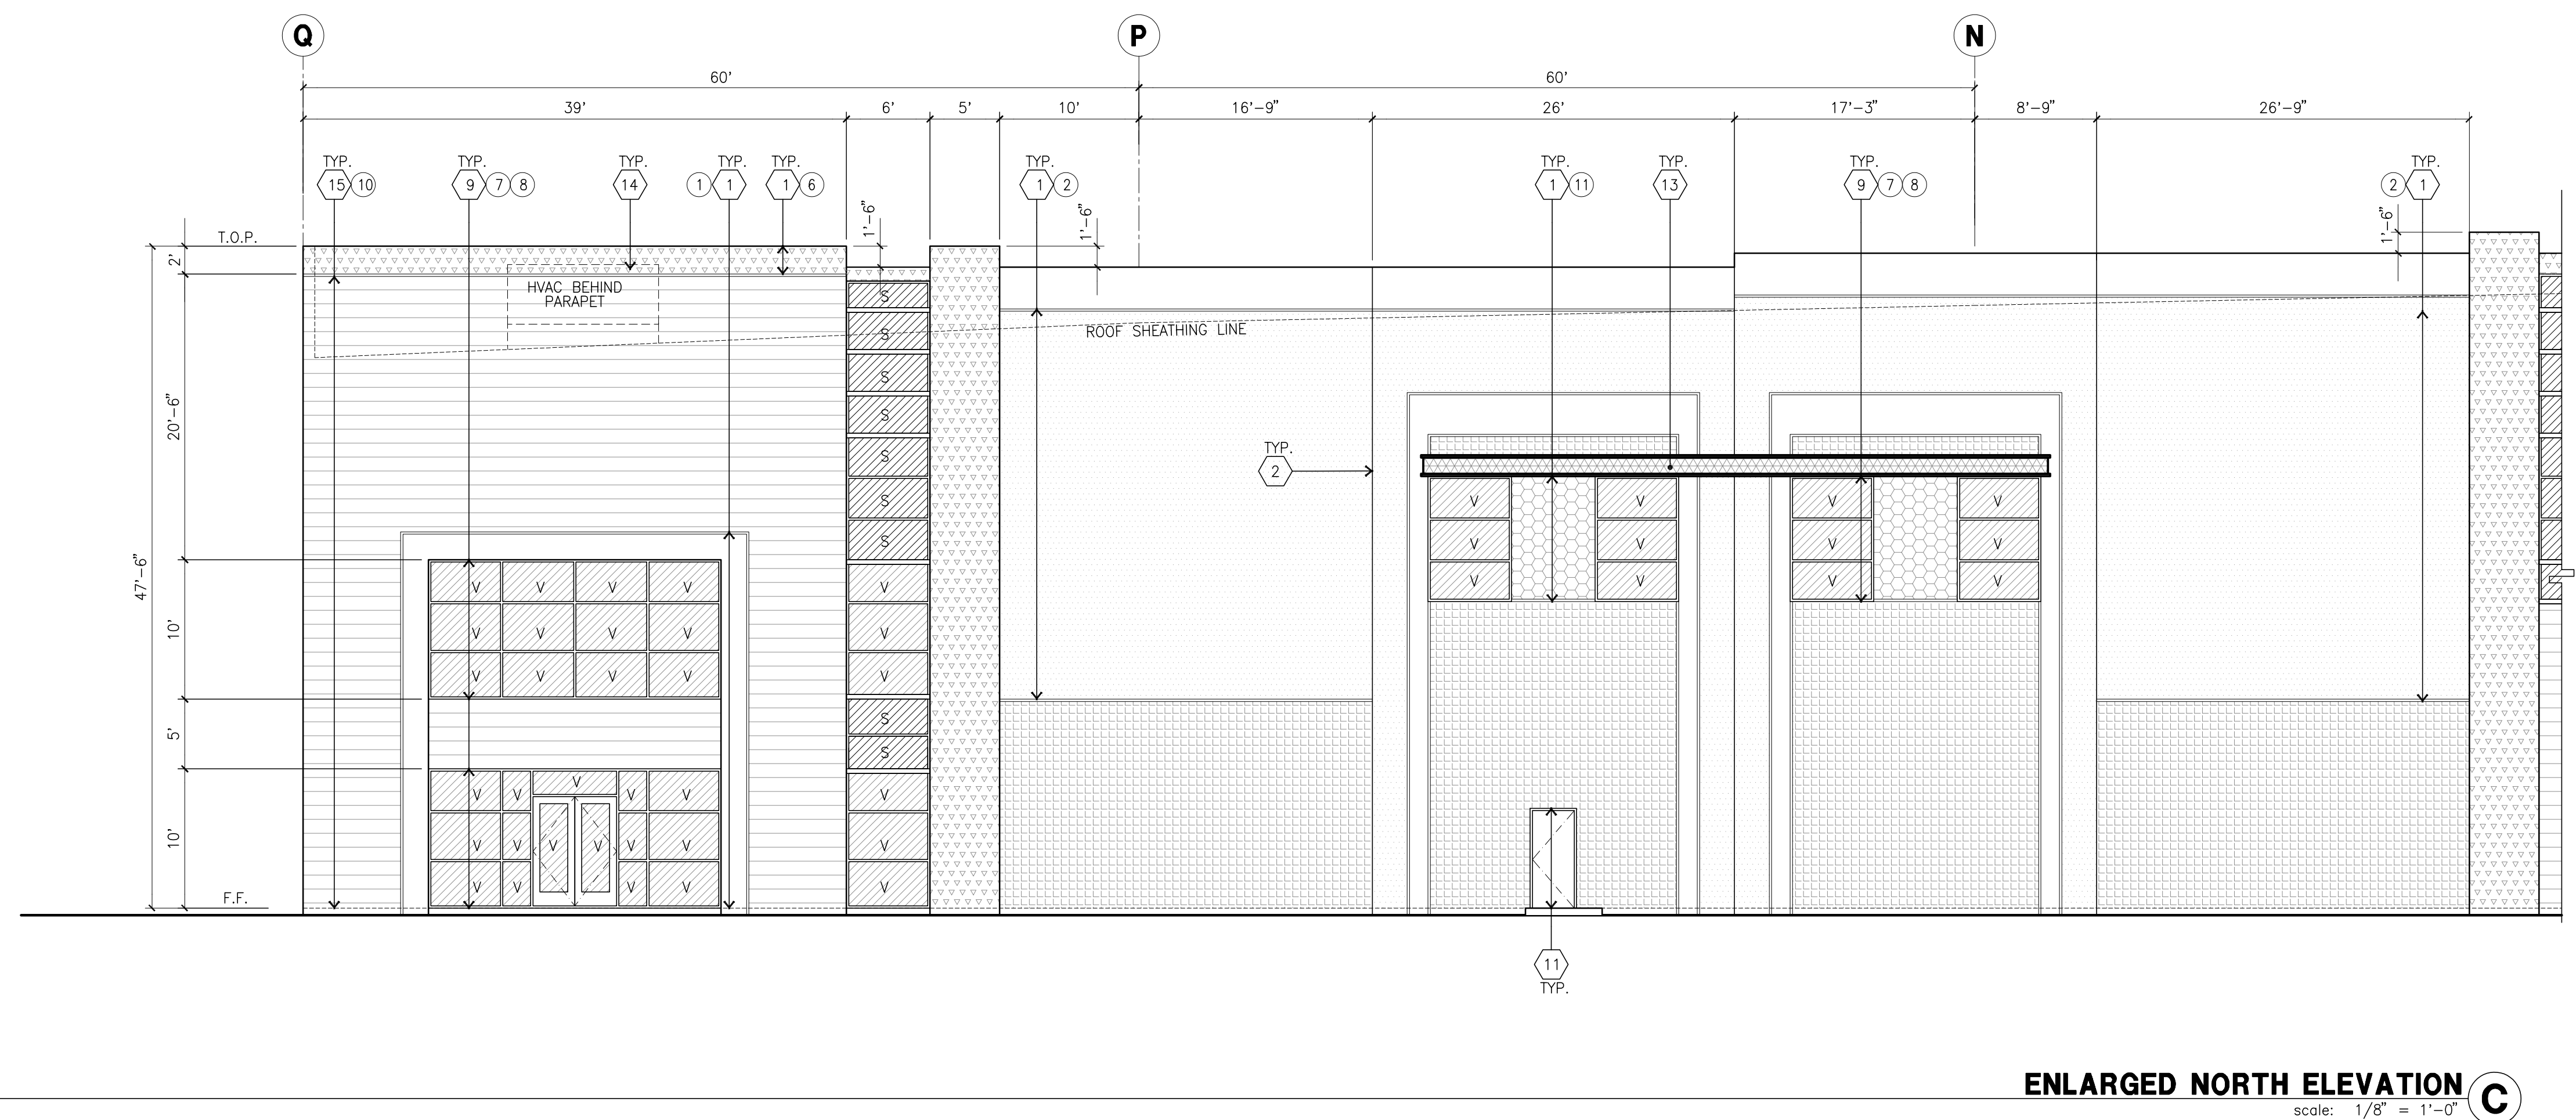 Q P N
60' 60'
39' 6' 5' 10' 16'-9" 26' 17'-3" 8'-9" 26'-9"
TYP. TYP. TYP. TYP. TYP. TYP. TYP. TYP. TYP. TYP.
15 10 9 7 8 14 1 1 1 6 1 2 1 11 13 9 7 8 2 1
1'-6" 1'-6" 1'-6"
T.O.P.
2'
HVAC BEHIND
PARAPET
S
ROOF SHEATHING LINE
S
S
20'-6"
S
TYP.
2
S
S
V V V V
S
V V V V
47'-6"
V V V V V
V V V V
10'
V V V V V
V V V V V
S
5'
S
V
V V V V V
10'
V V V V V V V
V V V V V
F.F.
11
TYP.
ENLARGED NORTH ELEVATION C
scale: 1/8" = 1'-0"